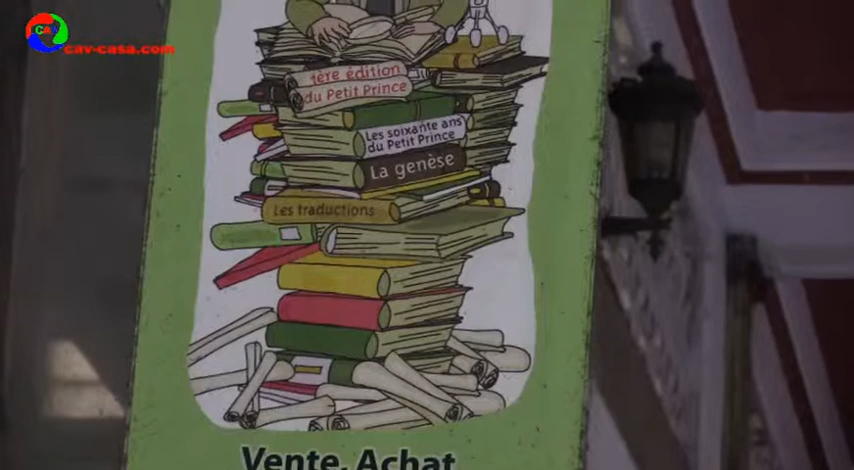 CAV
cav-casa.com
1ère édition
du Petit Prince
Les soixante ans
du Petit Prince
La genèse
Les traductions
Vente, Achat